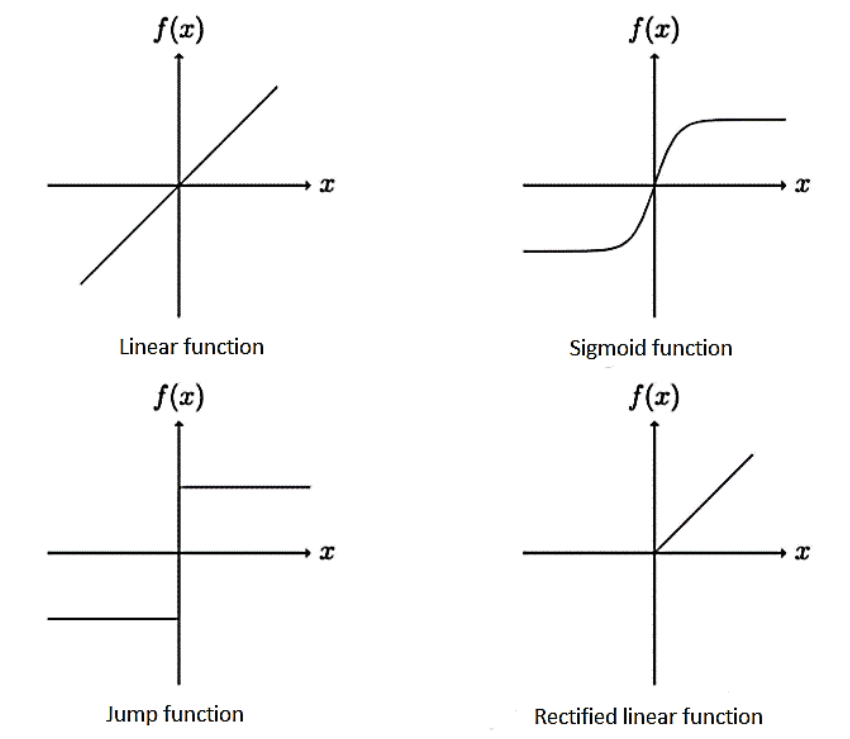 f(x) f(x)
x x
Linear function Sigmoid function
f(x) f(x)
x x
Jump function Rectified linear function